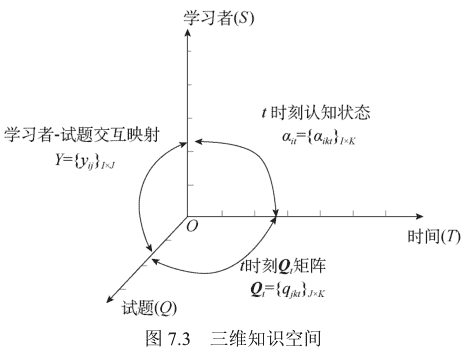 学习者(S)
t 时刻认知状态
α_it={α_ikt}_I×K
学习者-试题交互映射
Y={y_ij}_I×J
O
时间(T)
t时刻Q_t矩阵
Q_t={q_jkt}_J×K
试题(Q)
图 7.3 三维知识空间